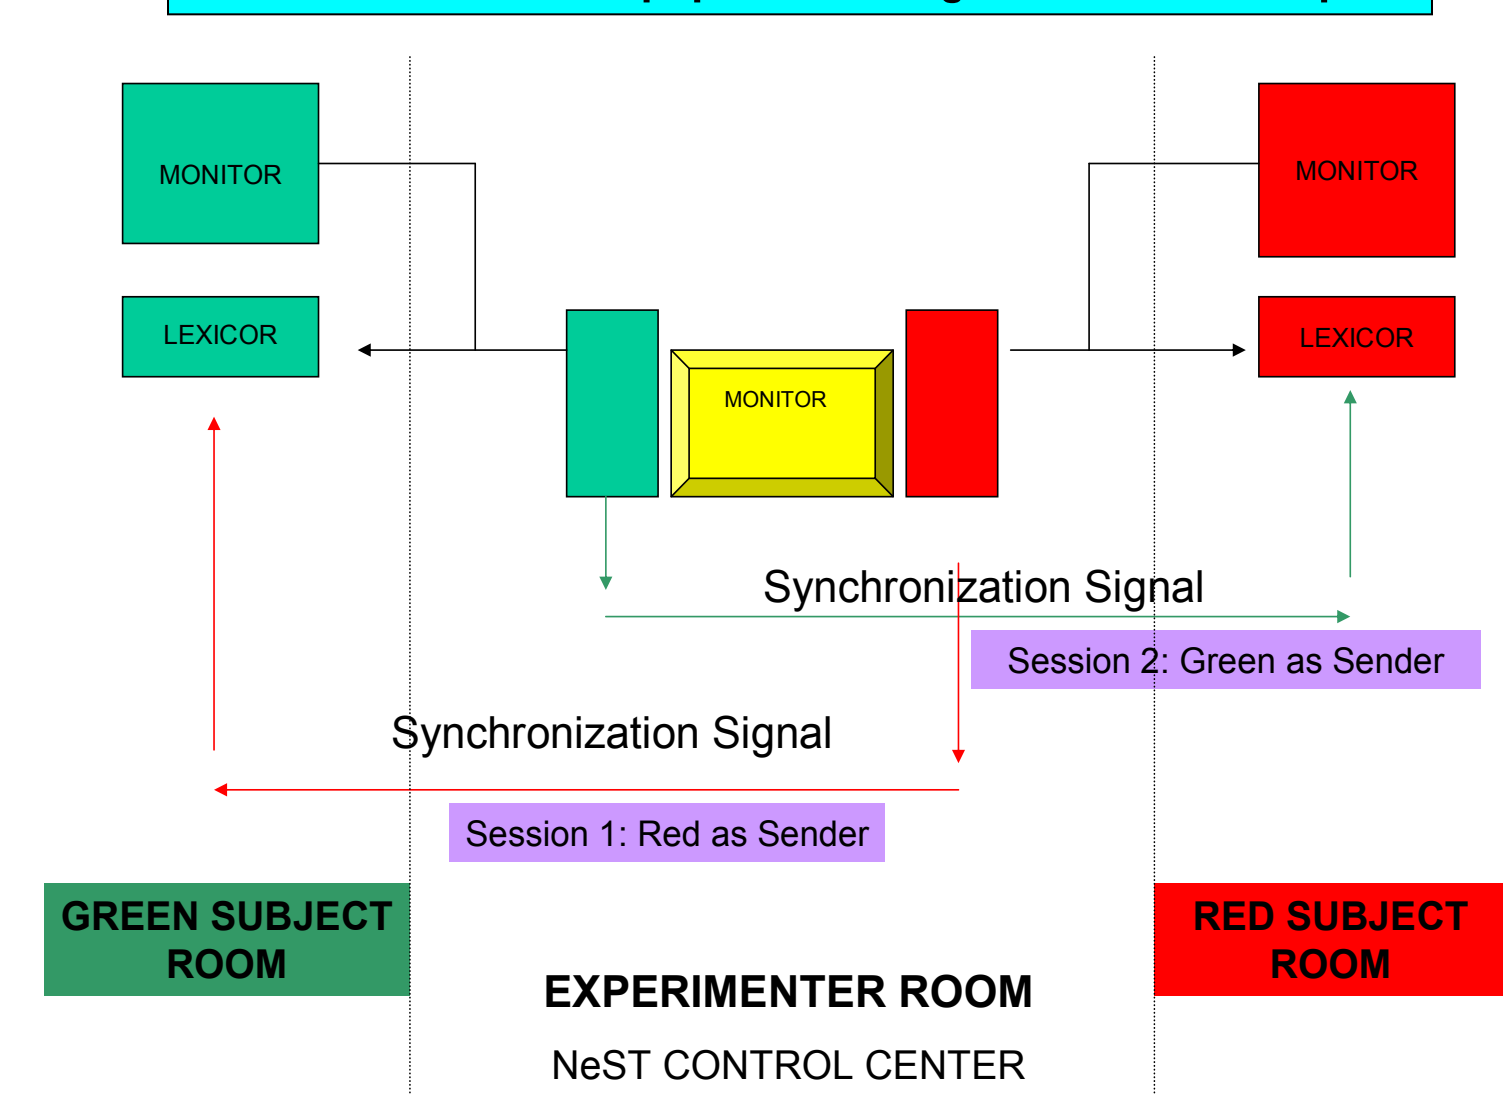 MONITOR
MONITOR
LEXICOR
LEXICOR
MONITOR
Synchronization Signal
Session 2: Green as Sender
Synchronization Signal
Session 1: Red as Sender
GREEN SUBJECT
ROOM
RED SUBJECT
ROOM
EXPERIMENTER ROOM
NeST CONTROL CENTER